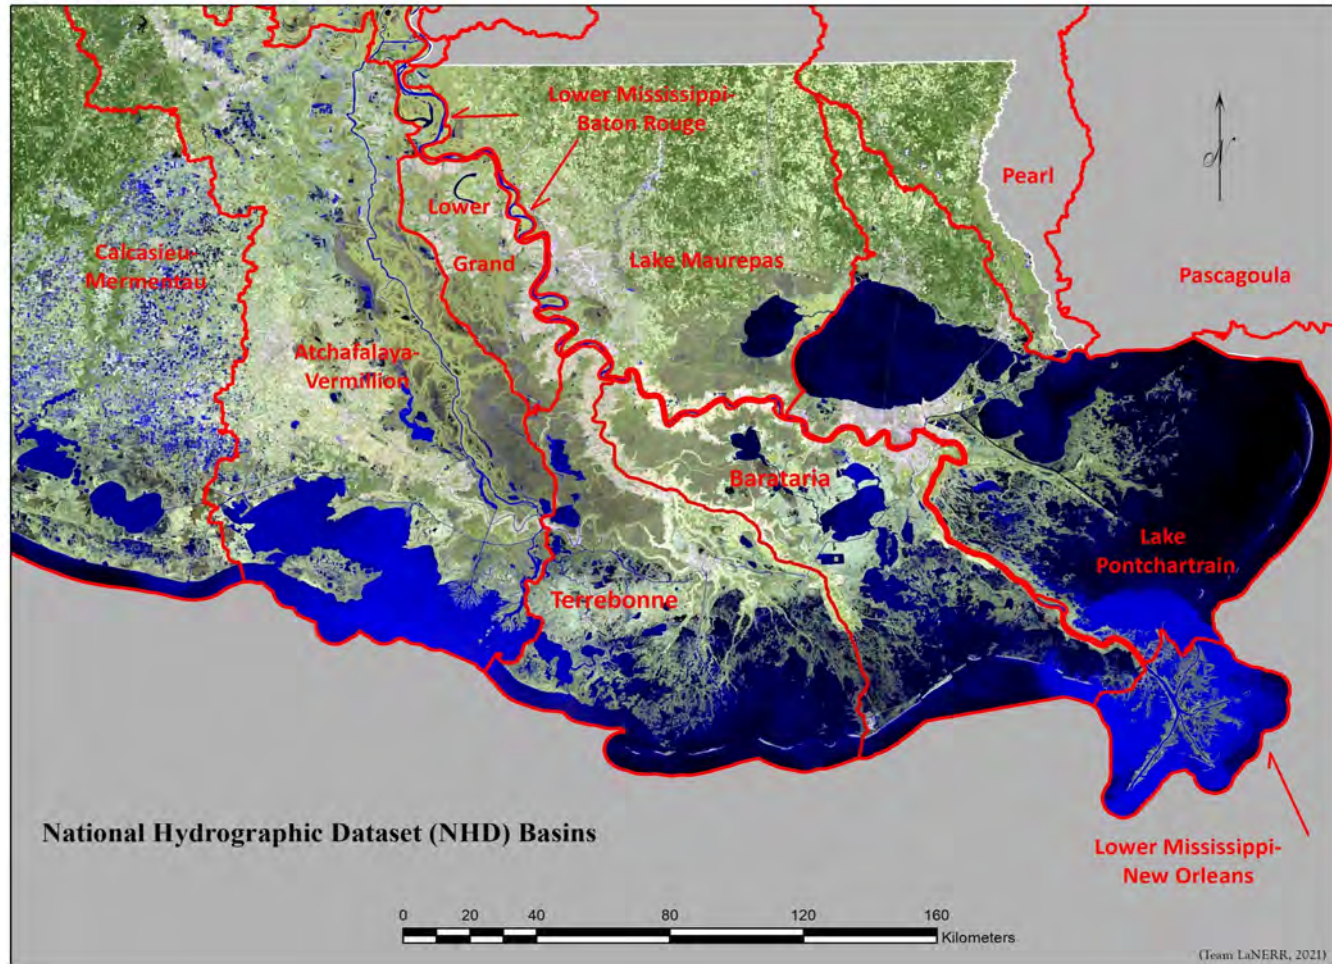 Lower Mississippi-
Baton Rouge
Pearl
Lower
Grand
Calcasieu-
Mermentau
Lake Maurepas
Pascagoula
N
Atchafalaya-
Vermillion
Barataria
Lake
Pontchartrain
Terrebonne
National Hydrographic Dataset (NHD) Basins
Lower Mississippi-
New Orleans
0 20 40 80 120 160
Kilometers
(Team LaNERR, 2021)